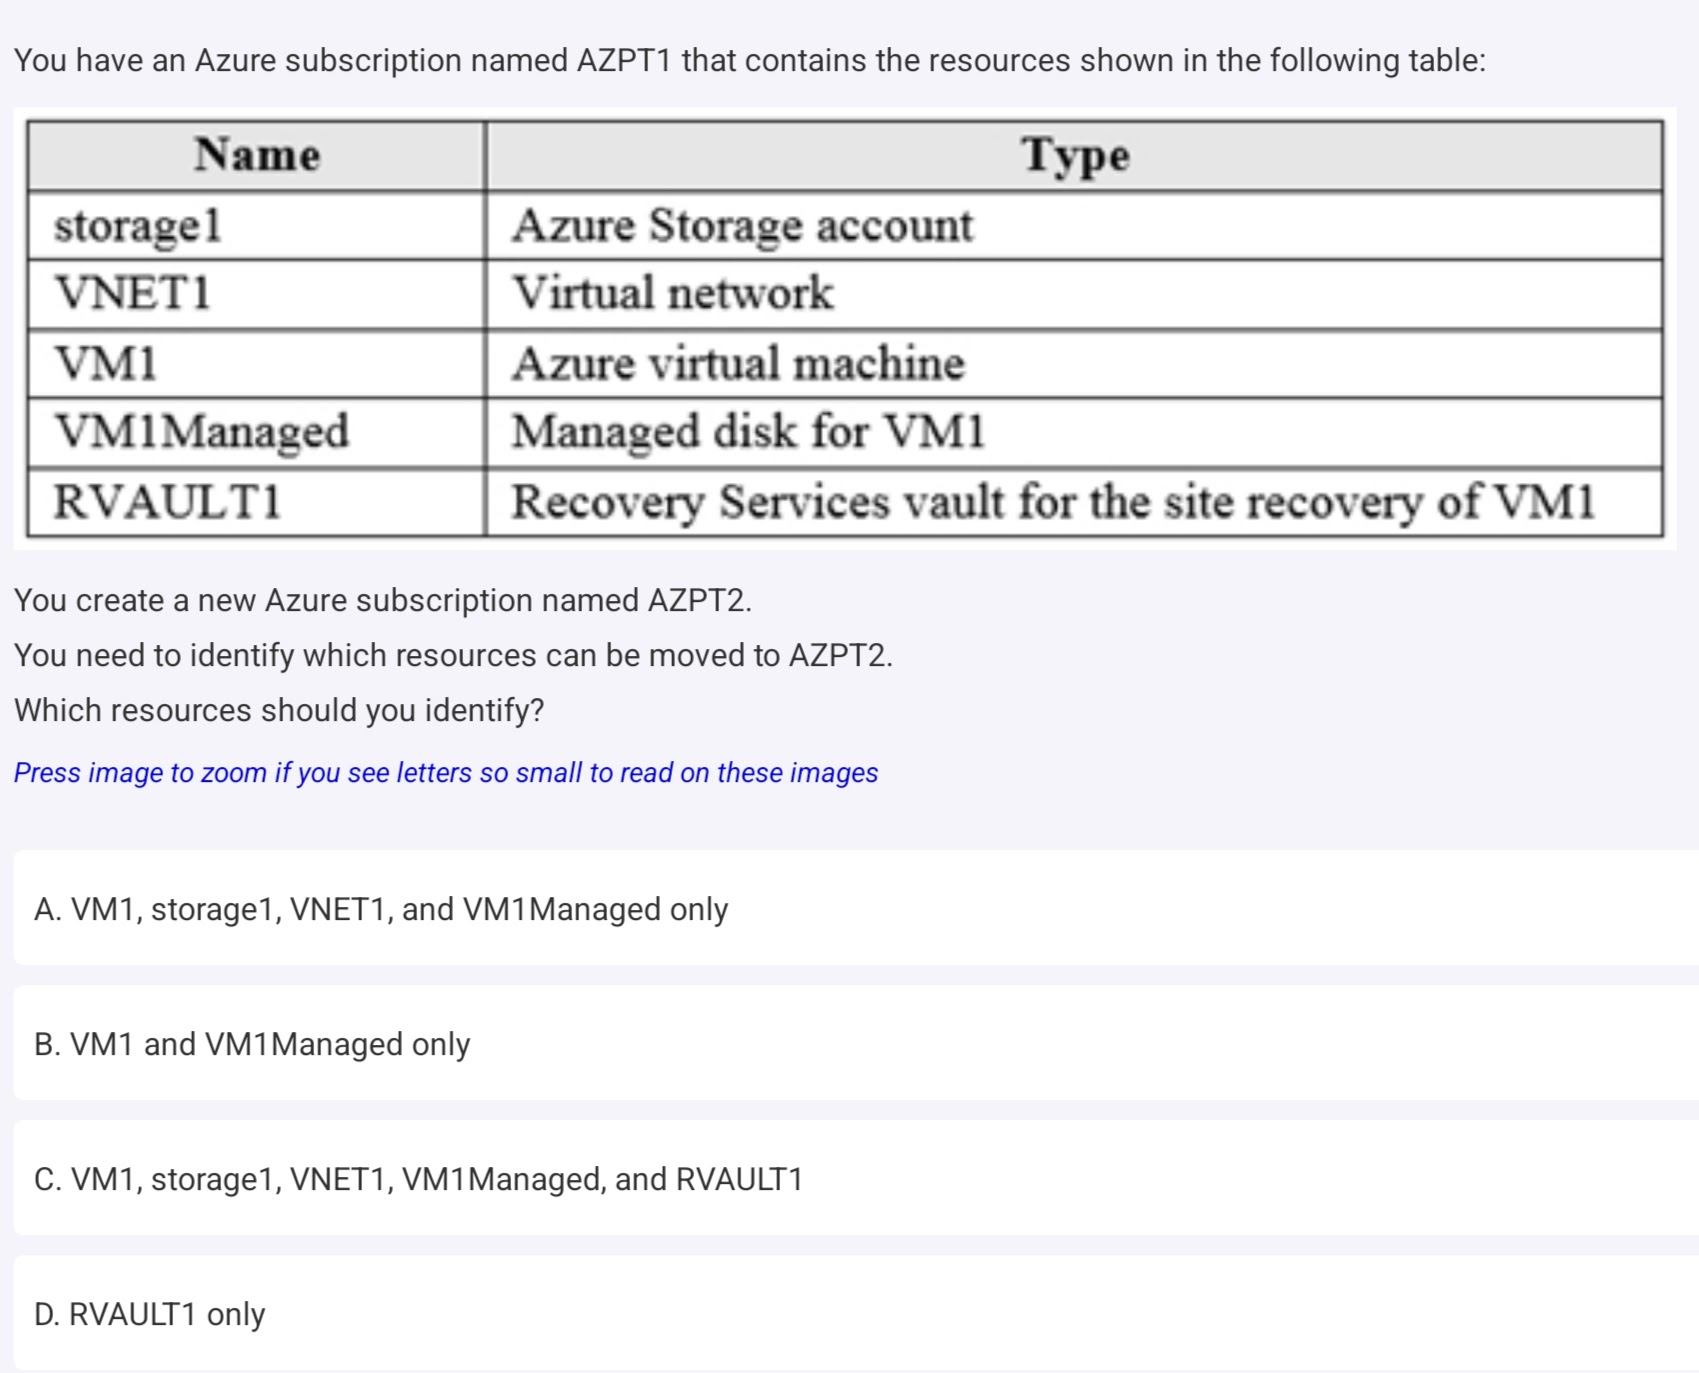 You have an Azure subscription named AZPT1 that contains the resources shown in the following table:
Name Type
storage1 Azure Storage account
VNET1 Virtual network
VM1 Azure virtual machine
VM1Managed Managed disk for VM1
RVAULT1 Recovery Services vault for the site recovery of VM1
You create a new Azure subscription named AZPT2.
You need to identify which resources can be moved to AZPT2.
Which resources should you identify?
Press image to zoom if you see letters so small to read on these images
A. VM1, storage1, VNET1, and VM1Managed only
B. VM1 and VM1Managed only
C. VM1, storage1, VNET1, VM1Managed, and RVAULT1
D. RVAULT1 only